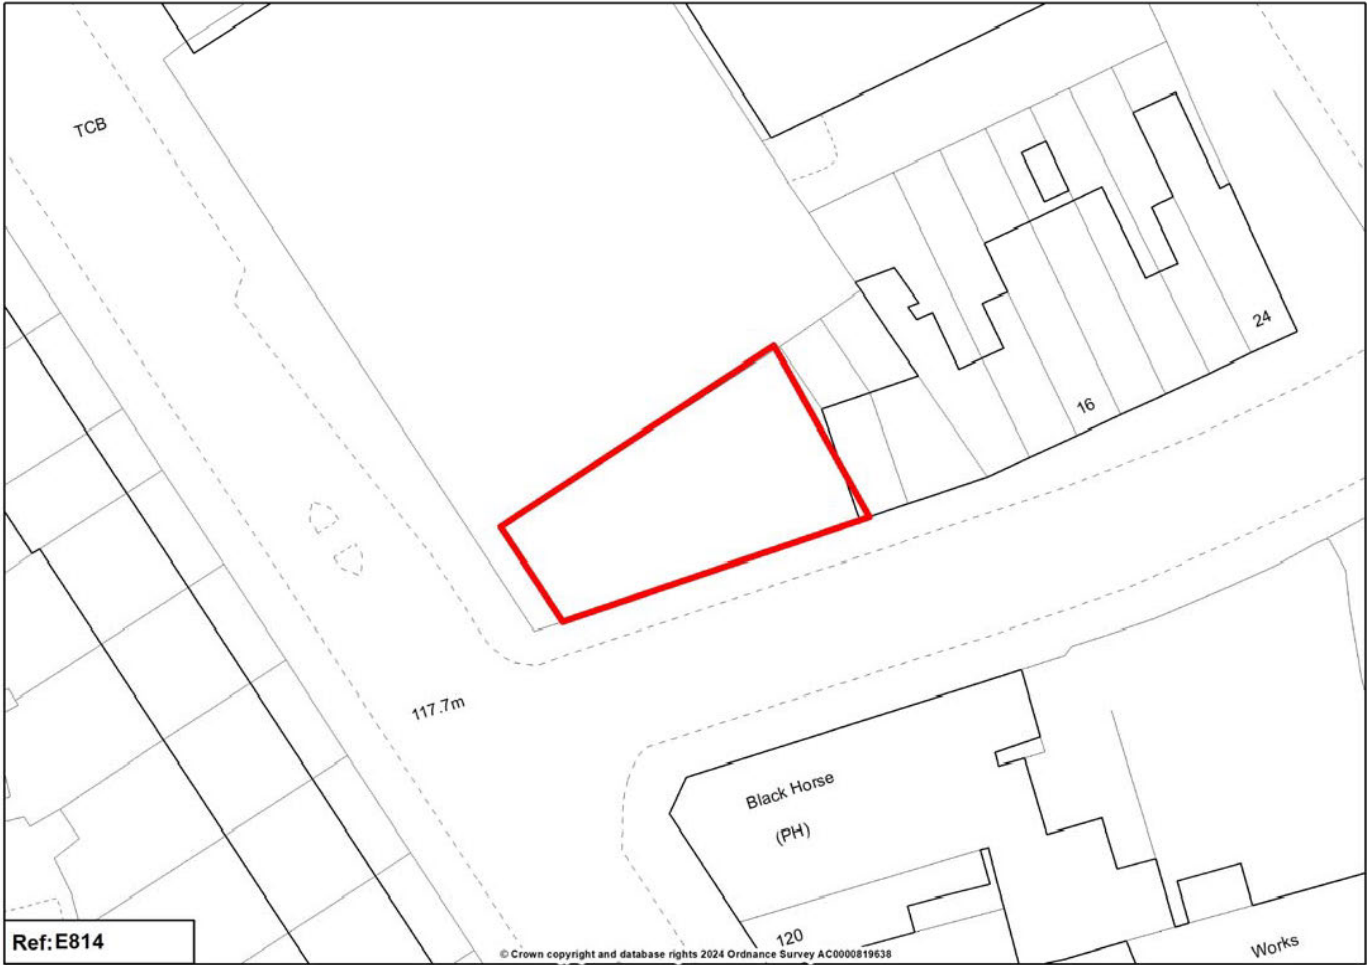 TCB
24
16
117.7m
Black Horse
(PH)
120
Works
Ref:E814
© Crown copyright and database rights 2024 Ordnance Survey AC0000819638